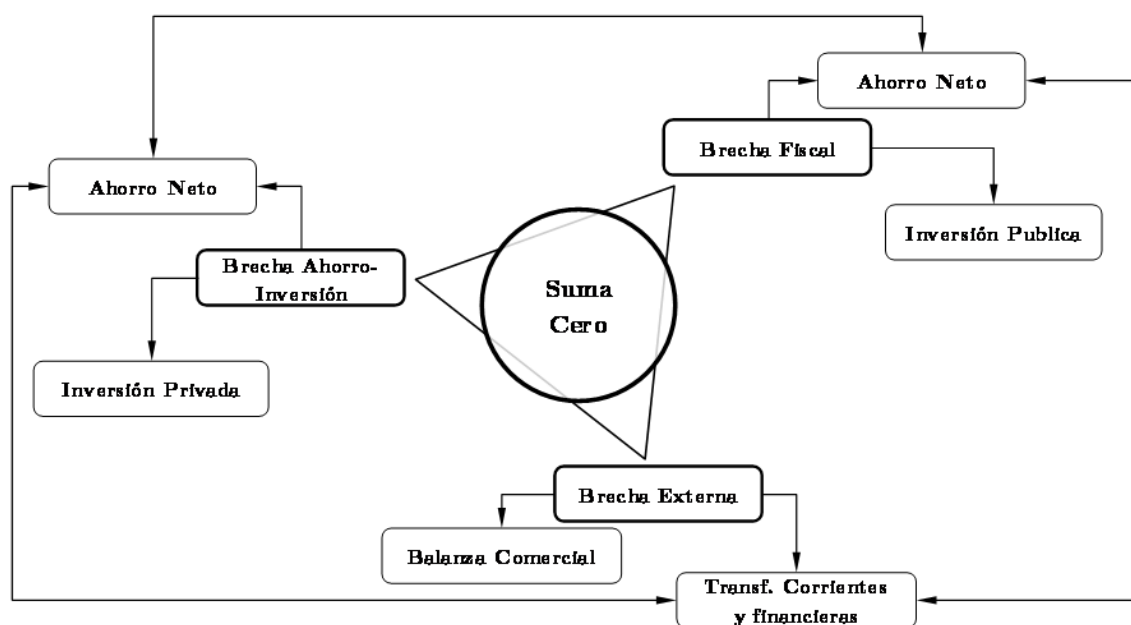 Ahorro Neto
Brecha Fiscal
Ahorro Neto
Inversión Publica
Brecha Ahorro-
Inversión
Suma
Cero
Inversión Privada
Brecha Externa
Balanza Comercial
Transf. Corrientes
y financieras